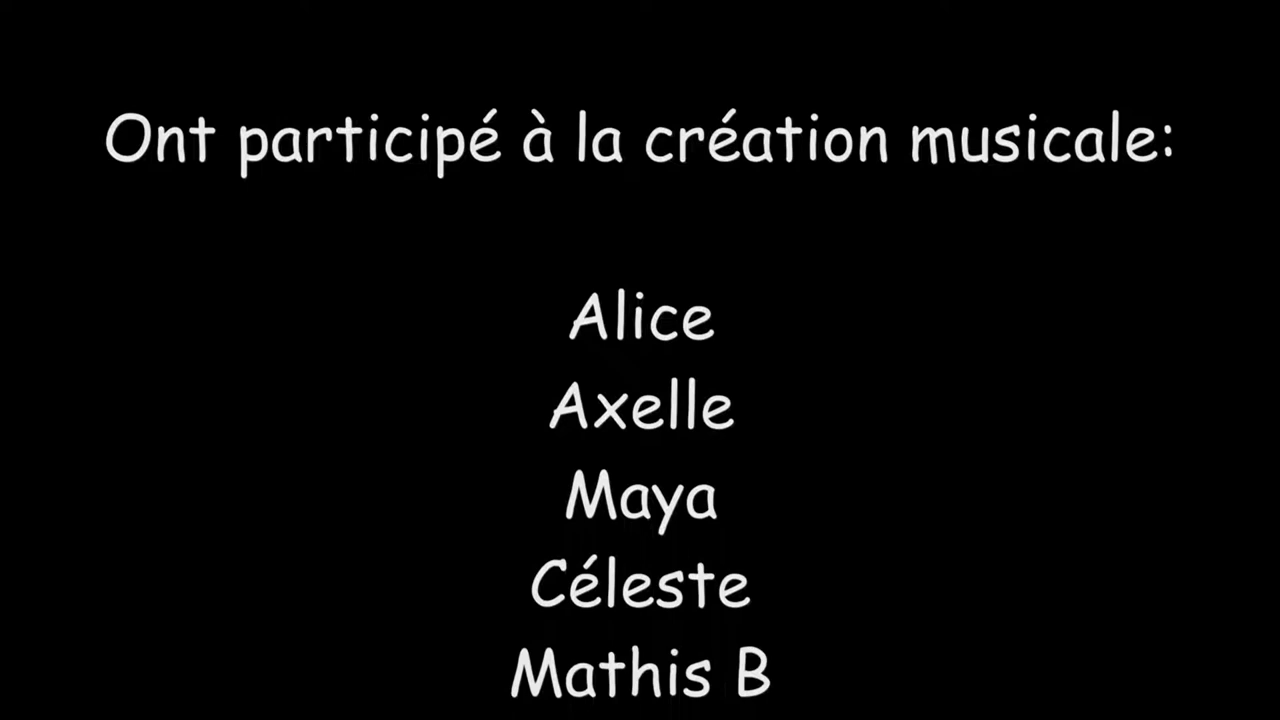 Ont participé à la création musicale:
Alice
Axelle
Maya
Céleste
Mathis B